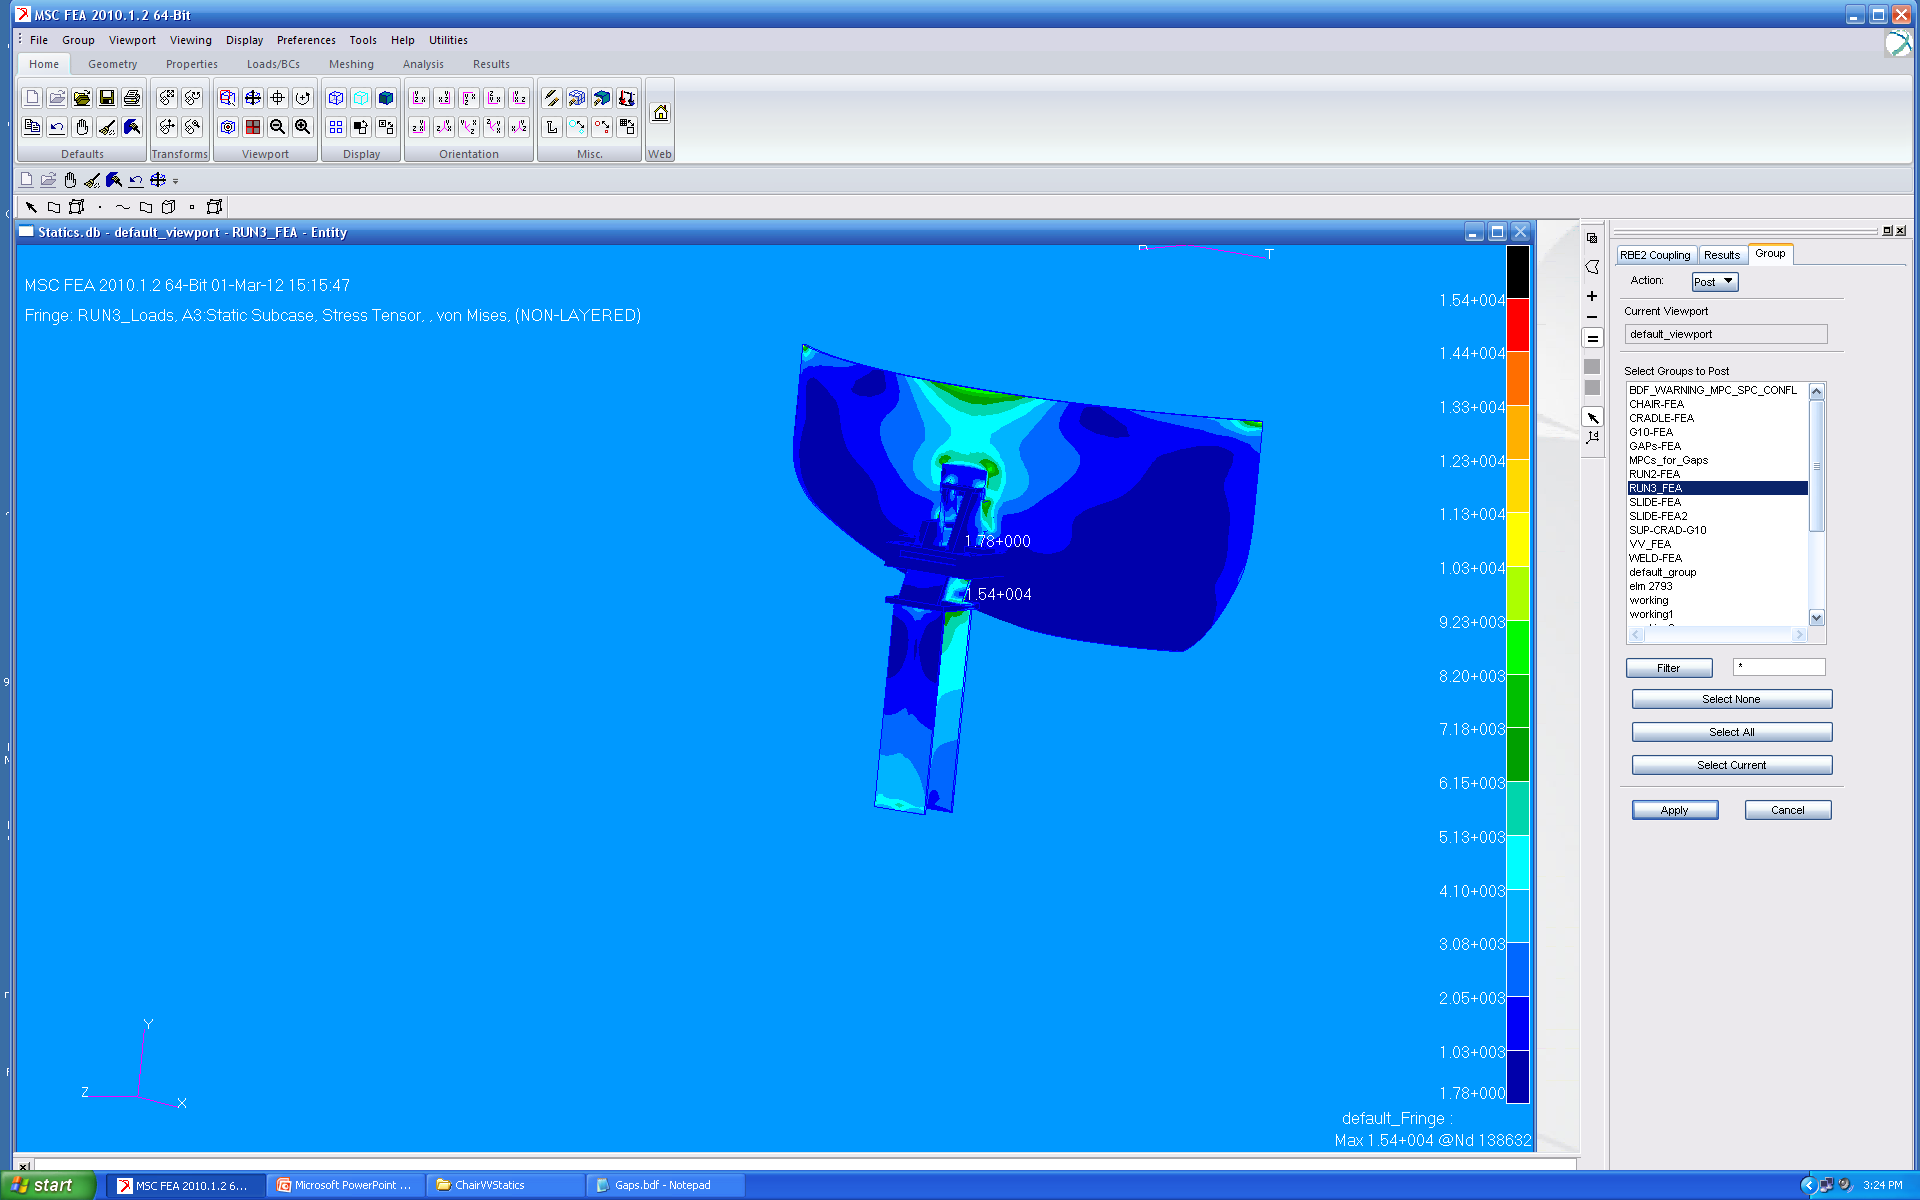 MSC FEA 2010.1.2 64-Bit
File Group Viewport Viewing Display Preferences Tools Help Utilities
Home Geometry Properties Loads/BCs Meshing Analysis Results
Defaults Transforms Viewport Display Orientation Misc. Web
Statics.db - default_viewport - RUN3_FEA - Entity
MSC FEA 2010.1.2 64-Bit 01-Mar-12 15:15:47
Fringe: RUN3_Loads, A3:Static Subcase, Stress Tensor, , von Mises, (NON-LAYERED)
R T
1.78+000
1.54+004
Y
Z
X
1.54+004
1.44+004
1.33+004
1.23+004
1.13+004
1.03+004
9.23+003
8.20+003
7.18+003
6.15+003
5.13+003
4.10+003
3.08+003
2.05+003
1.03+003
1.78+000
default_Fringe :
Max 1.54+004 @Nd 138632
RBE2 Coupling Results Group
Action: Post
Current Viewport
default_viewport
Select Groups to Post
BDF_WARNING_MPC_SPC_CONFL
CHAIR-FEA
CRADLE-FEA
G10-FEA
GAPs-FEA
MPCs_for_Gaps
RUN2-FEA
RUN3_FEA
SLIDE-FEA
SLIDE-FEA2
SUP-CRAD-G10
VV_FEA
WELD-FEA
default_group
elm 2793
working
working1
Filter *
Select None
Select All
Select Current
Apply Cancel
start MSC FEA 2010.1.2 6... Microsoft PowerPoint ... ChairVVStatics Gaps.bdf - Notepad 3:24 PM